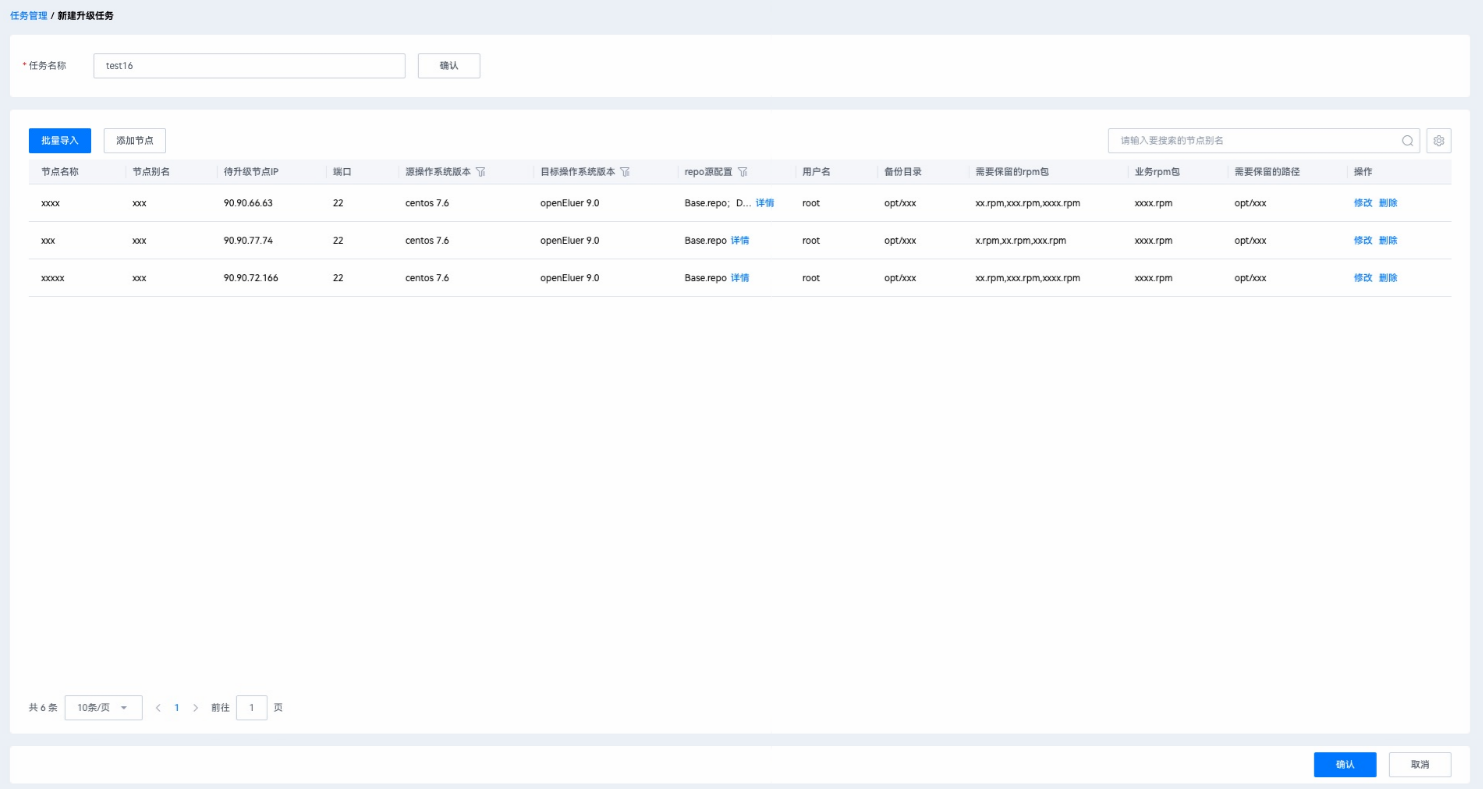 任务管理 / 新建升级任务
* 任务名称 test16 确认
批量导入 添加节点 请输入要搜索的节点别名
节点名称 节点别名 待升级节点IP 端口 源操作系统版本 目标操作系统版本 repo源配置 用户名 备份目录 需要保留的rpm包 业务rpm包 需要保留的路径 操作
xxxx xxx 90.90.66.63 22 centos 7.6 openEluer 9.0 Base.repo；D... 详情 root opt/xxx xx.rpm,xxx.rpm,xxxx.rpm xxxx.rpm opt/xxx 修改 删除
xxx xxx 90.90.77.74 22 centos 7.6 openEluer 9.0 Base.repo 详情 root opt/xxx x.rpm,xx.rpm,xxx.rpm xxxx.rpm opt/xxx 修改 删除
xxxxx xxx 90.90.72.166 22 centos 7.6 openEluer 9.0 Base.repo 详情 root opt/xxx xx.rpm,xxx.rpm,xxxx.rpm xxxx.rpm opt/xxx 修改 删除
共 6 条 10条/页 < 1 > 前往 1 页
确认 取消